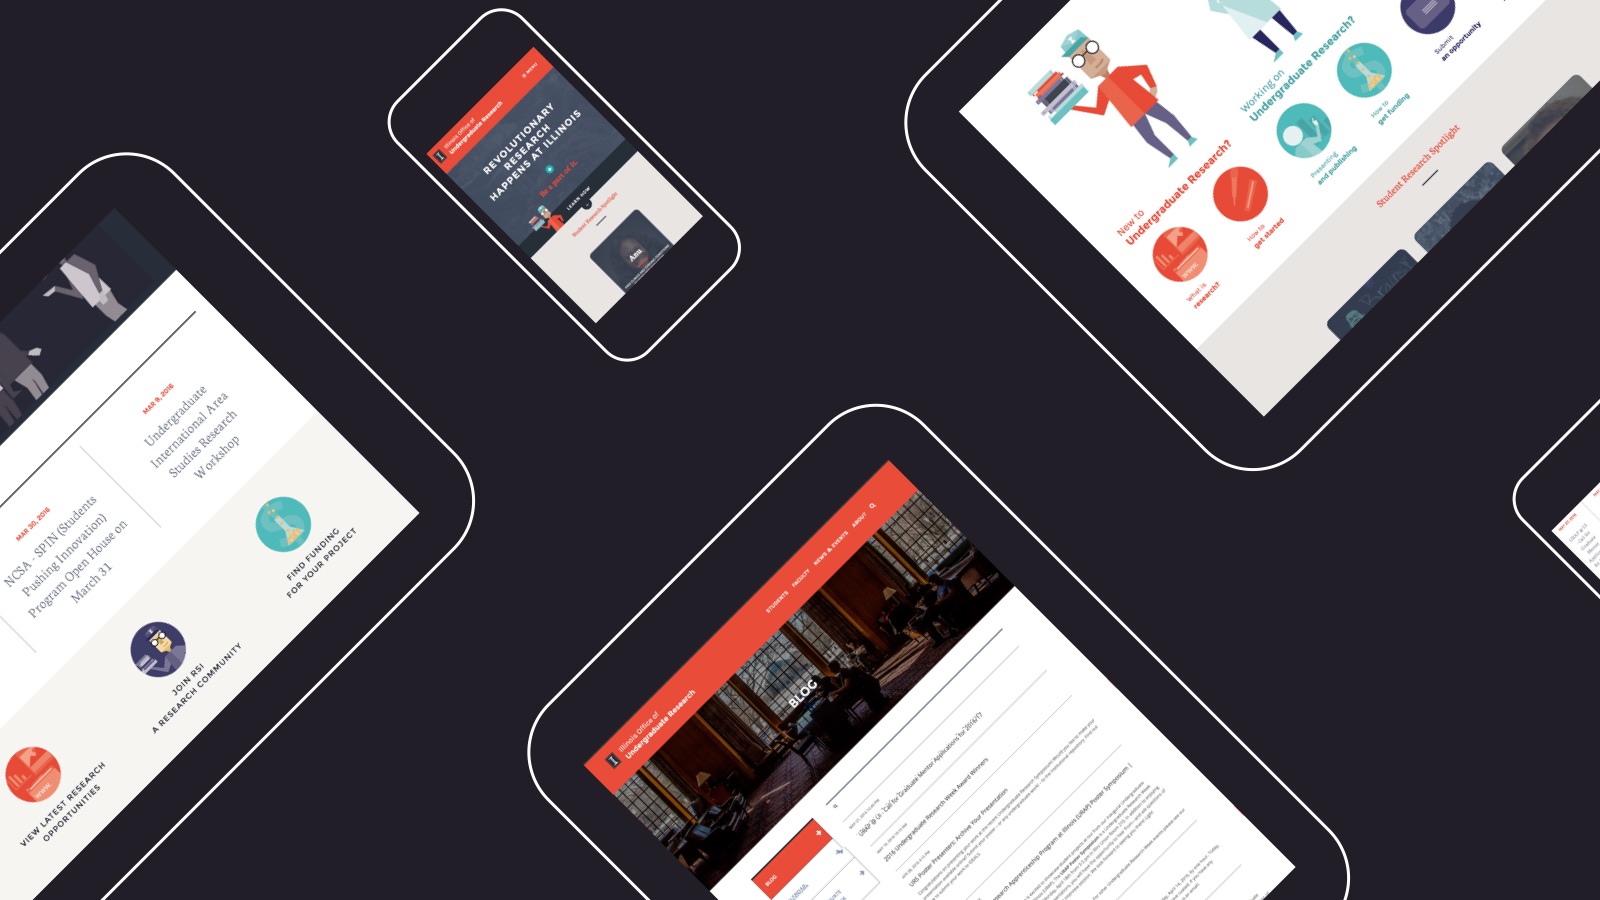 MENU
Illinois Office of
Undergraduate Research
REVOLUTIONARY
RESEARCH
HAPPENS AT ILLINOIS
Be a part of it.
LEARN HOW
Student Research Spotlight
Anu
New to
Undergraduate Research?
What is
research?
How to
get started
Working on
Undergraduate Research?
Presenting
and publishing
How to
get funding
Submit
an opportunity
Student Research Spotlight
MAR 30, 2016
NCSA - SPIN (Students
Pushing Innovation)
Program Open House on
March 31
MAR 9, 2016
Undergraduate
International Area
Studies Research
Workshop
VIEW LATEST RESEARCH
OPPORTUNITIES
JOIN RSI
A RESEARCH COMMUNITY
FIND FUNDING
FOR YOUR PROJECT
Illinois Office of
Undergraduate Research
STUDENTS FACULTY NEWS & EVENTS ABOUT
BLOG
BLOG
URAP @ UI - Call for Graduate Mentor Applications for 2016/17
2016 Undergraduate Research Week Award Winners
URS Poster Presenters: Archive Your Presentation
Research Apprenticeship Program at Illinois (URAP) Poster Symposium |